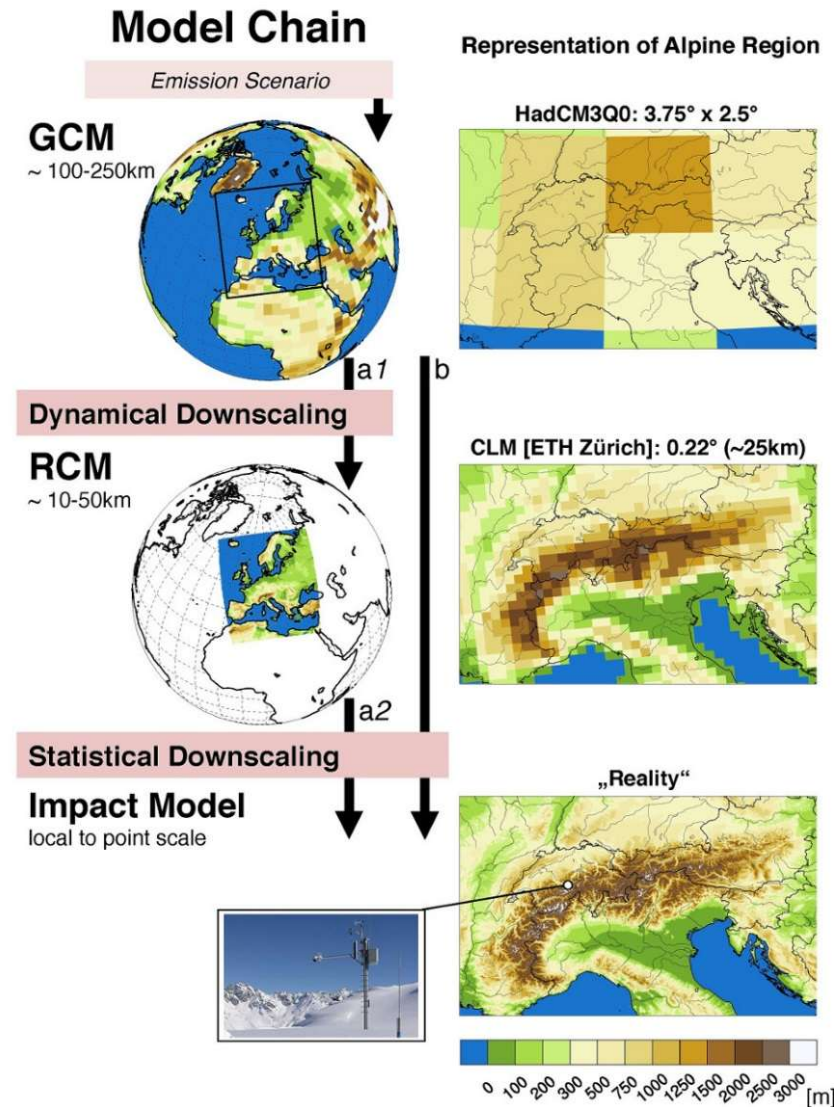 Model Chain
Emission Scenario
GCM
~ 100-250km
a1
b
Dynamical Downscaling
RCM
~ 10-50km
a2
Statistical Downscaling
Impact Model
local to point scale
Representation of Alpine Region
HadCM3Q0: 3.75° x 2.5°
CLM [ETH Zürich]: 0.22° (~25km)
„Reality“
0 100 200 300 500 750 1000 1250 1500 2000 2500 3000 [m]